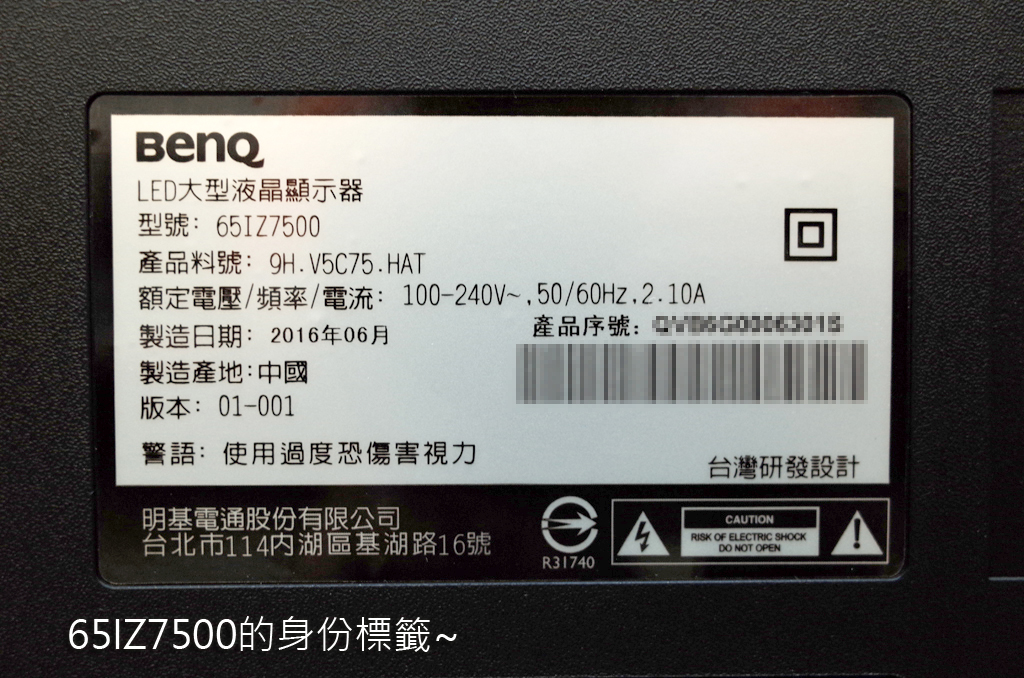 BenQ
LED大型液晶顯示器
型號: 65IZ7500
產品料號: 9H.V5C75.HAT
額定電壓/頻率/電流: 100-240V~,50/60Hz,2.10A
製造日期: 2016年06月
產品序號:
製造產地:中國
版本: 01-001
警語: 使用過度恐傷害視力
台灣研發設計
明基電通股份有限公司
台北市114內湖區基湖路16號
R31740
CAUTION
RISK OF ELECTRIC SHOCK
DO NOT OPEN
65IZ7500的身份標籤~